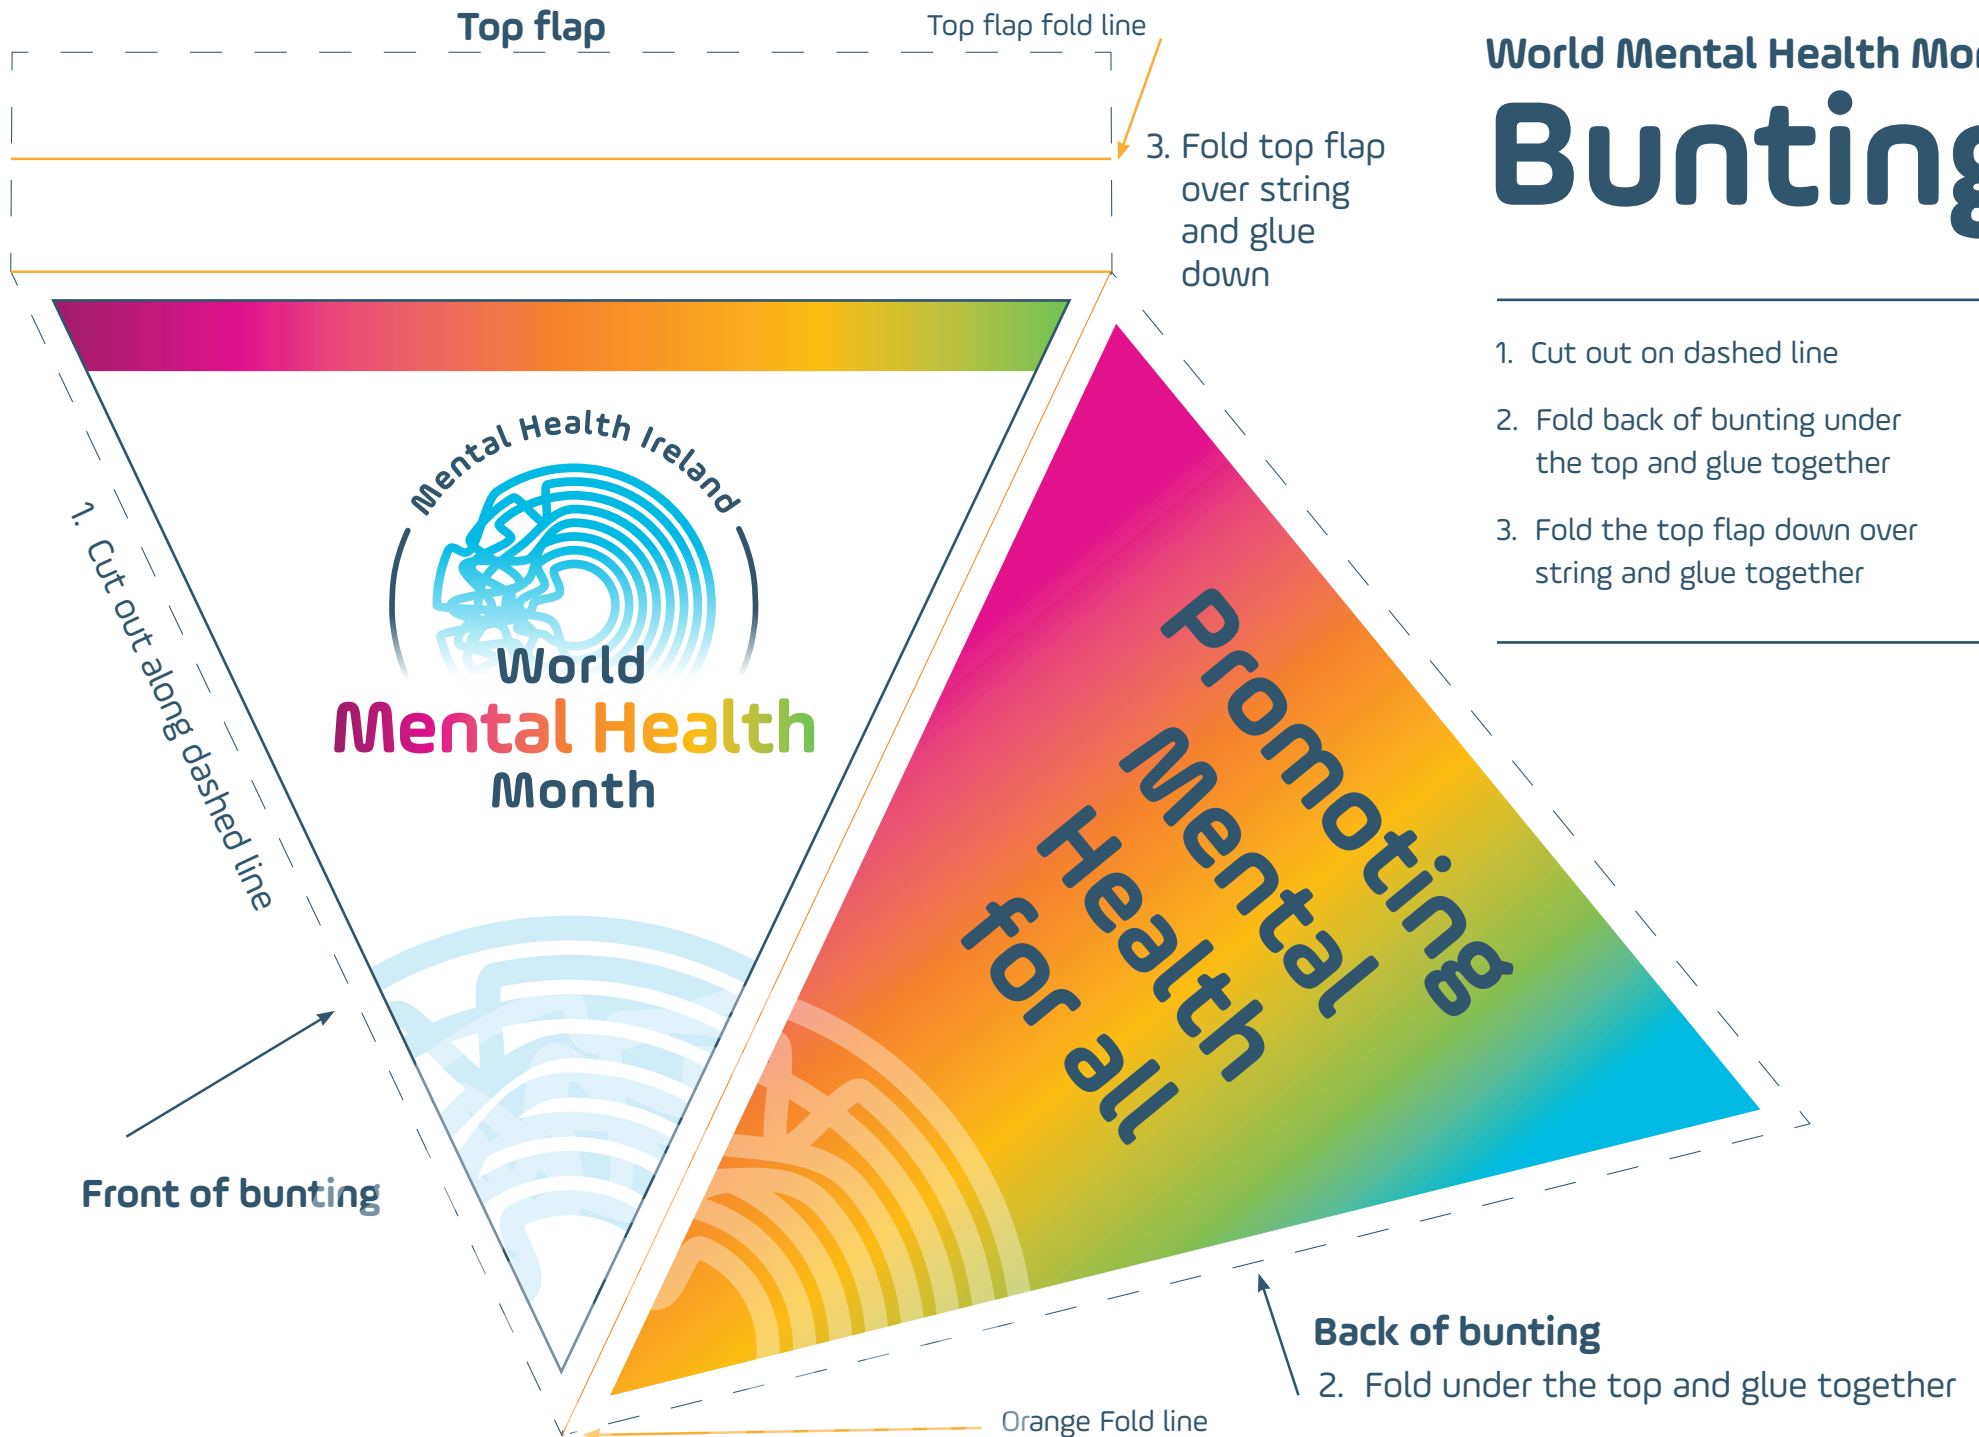 Top flap
Top flap fold line
3. Fold top flap
over string
and glue
down
World Mental Health Mon
Bunting
1. Cut out on dashed line
2. Fold back of bunting under
the top and glue together
3. Fold the top flap down over
string and glue together
1. Cut out along dashed line
Mental Health Ireland
World
Mental Health
Month
Promoting
Mental
Health
for all
Front of bunting
Back of bunting
2. Fold under the top and glue together
Orange Fold line